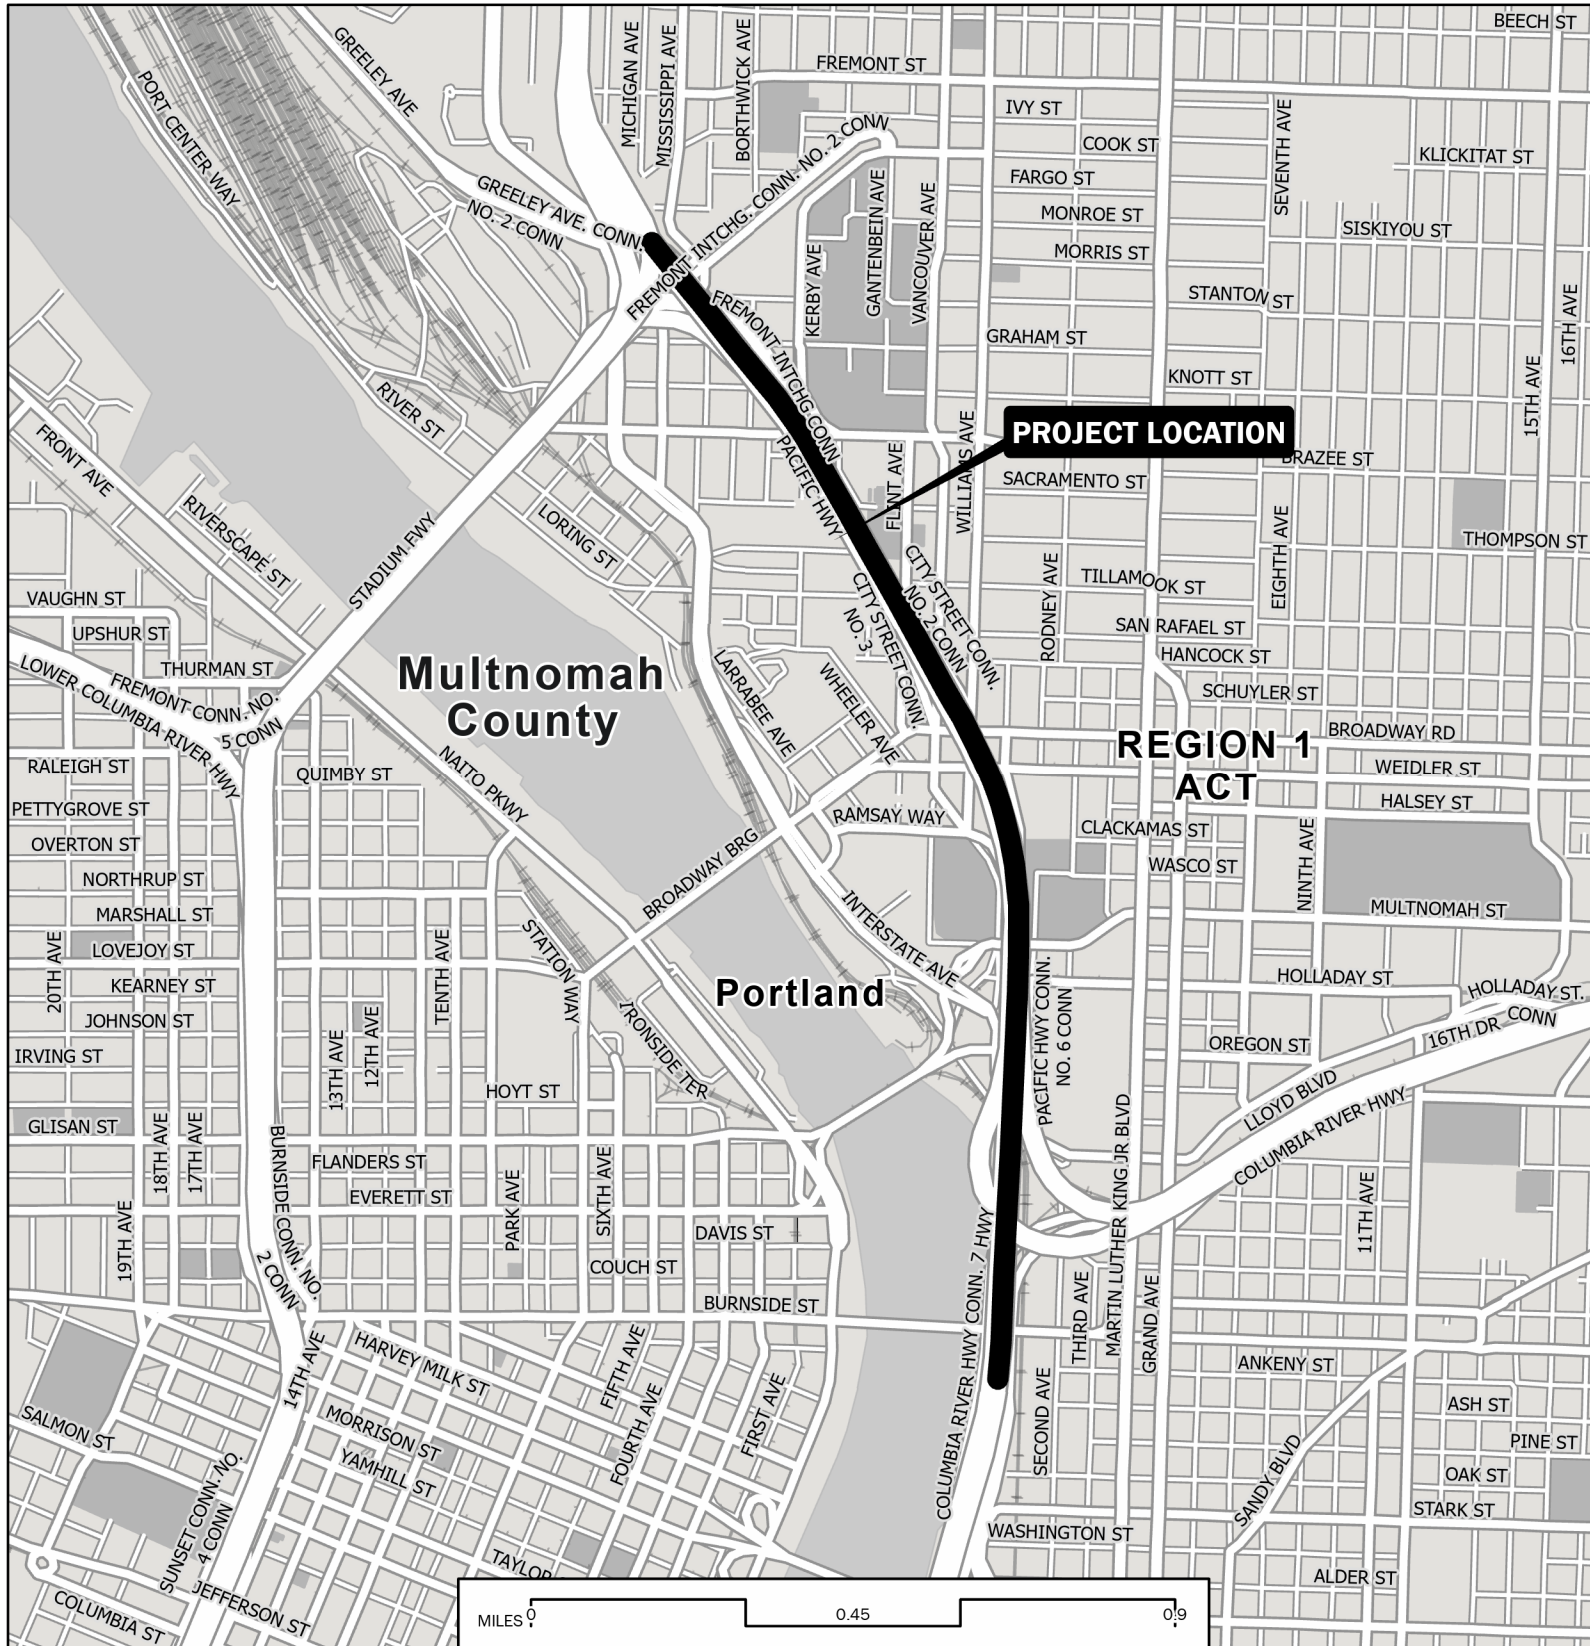 BEECH ST
GREELEY AVE
MICHIGAN AVE
MISSISSIPPI AVE
BORTHWICK AVE
FREMONT ST
PORT CENTER WAY
IVY ST
SEVENTH AVE
COOK ST
KLICKITAT ST
FREMONT INTCHG. CONN. NO. 2 CONN
GREELEY AVE. CONN.
NO. 2 CONN
FARGO ST
GANTENBEIN AVE
VANCOUVER AVE
MONROE ST
SISKIYOU ST
MORRIS ST
KERBY AVE
STANTON ST
16TH AVE
FREMONT INTCHG CONN
GRAHAM ST
KNOTT ST
15TH AVE
RIVER ST
FRONT AVE
PACIFIC HWY
WILLIAMS AVE
PROJECT LOCATION
BRAZEE ST
FLINT AVE
SACRAMENTO ST
RIVERSCAPE ST
LORING ST
STADIUM FWY
EIGHTH AVE
THOMPSON ST
CITY STREET CONN.
NO. 2 CONN
CITY STREET CONN.
NO. 3
RODNEY AVE
TILLAMOOK ST
VAUGHN ST
UPSHUR ST
SAN RAFAEL ST
THURMAN ST
HANCOCK ST
LOWER COLUMBIA RIVER HWY
FREMONT CONN. NO.
5 CONN
Multnomah
County
LARRABEE AVE
WHEELER AVE
SCHUYLER ST
BROADWAY RD
REGION 1
ACT
RALEIGH ST
QUIMBY ST
NAITO PKWY
WEIDLER ST
PETTYGROVE ST
HALSEY ST
RAMSAY WAY
CLACKAMAS ST
OVERTON ST
WASCO ST
NINTH AVE
BROADWAY BRG
NORTHRUP ST
MARSHALL ST
MULTNOMAH ST
INTERSTATE AVE
20TH AVE
LOVEJOY ST
TENTH AVE
STATION WAY
KEARNEY ST
HOLLADAY ST
Portland
HOLLADAY ST.
CONN
JOHNSON ST
IRONSIDE TER
PACIFIC HWY CONN.
NO. 6 CONN
16TH DR
13TH AVE
12TH AVE
IRVING ST
OREGON ST
HOYT ST
LLOYD BLVD
COLUMBIA RIVER HWY
GLISAN ST
18TH AVE
17TH AVE
BURNSIDE CONN. NO.
2 CONN
FLANDERS ST
SIXTH AVE
MARTIN LUTHER KING JR BLVD
EVERETT ST
PARK AVE
19TH AVE
DAVIS ST
11TH AVE
COUCH ST
COLUMBIA RIVER HWY CONN. 7 HWY
THIRD AVE
GRAND AVE
BURNSIDE ST
14TH AVE
HARVEY MILK ST
FIFTH AVE
FOURTH AVE
FIRST AVE
SECOND AVE
ANKENY ST
ASH ST
SALMON ST
MORRISON ST
YAMHILL ST
SANDY BLVD
PINE ST
OAK ST
STARK ST
SUNSET CONN. NO.
4 CONN
WASHINGTON ST
TAYLOR
ALDER ST
JEFFERSON ST
COLUMBIA ST
MILES 0 0.45 0.9